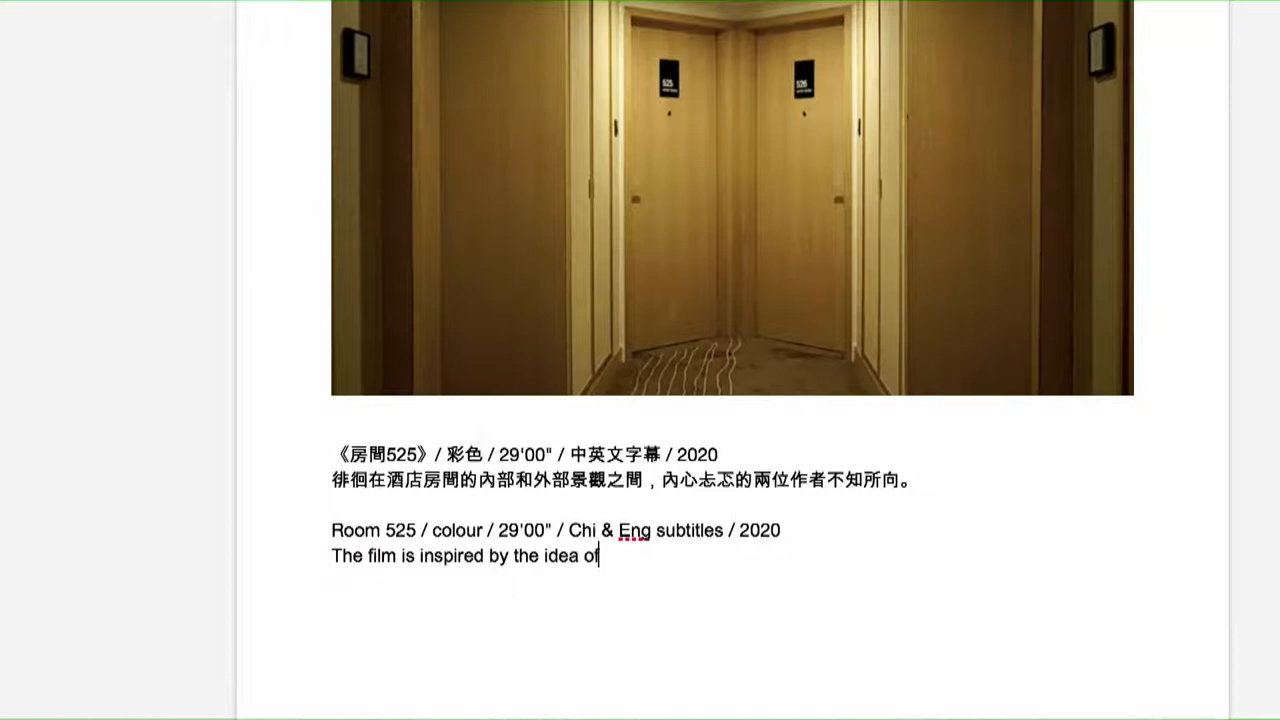 525
526
《房間525》/ 彩色 / 29'00" / 中英文字幕 / 2020
徘徊在酒店房間的內部和外部景觀之間，內心忐忑的兩位作者不知所向。
Room 525 / colour / 29'00" / Chi & Eng subtitles / 2020
The film is inspired by the idea of